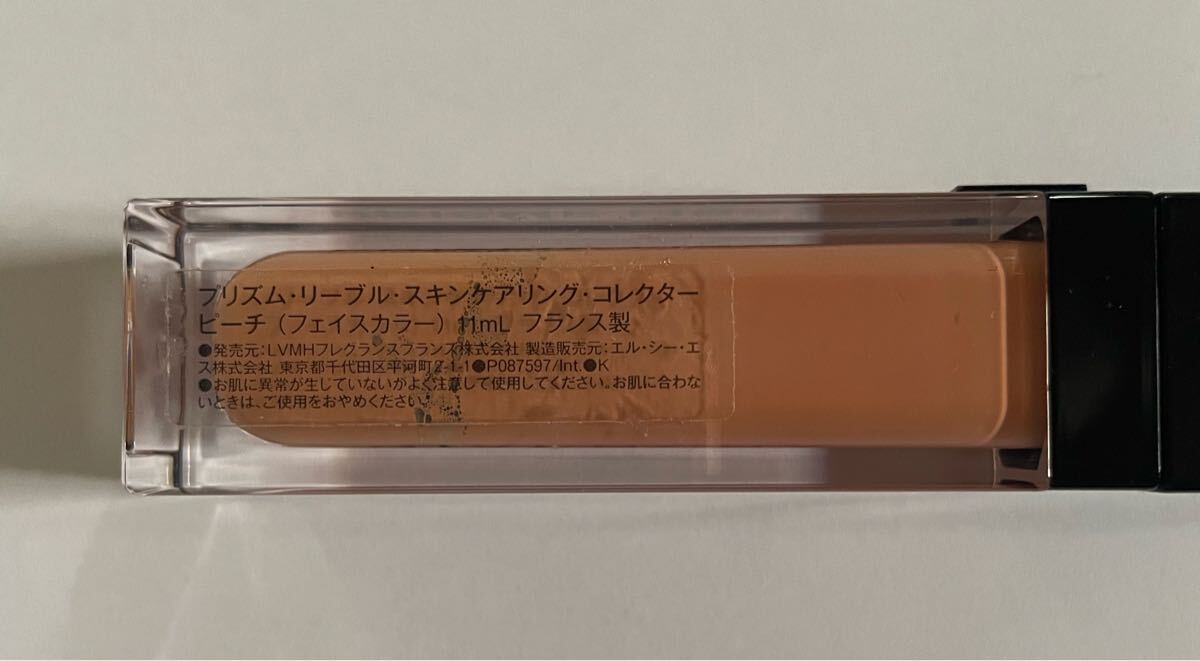 プリズム・リーブル・スキンケアリング・コレクター
ピーチ（フェイスカラー）11mL フランス製
●発売元：LVMHフレグランスフランス株式会社 製造販売元：エル・シー・エ
ス株式会社 東京都千代田区平河町2-1-1●P087597/Int.●K
●お肌に異常が生じていないかよく注意して使用してください。お肌に合わな
いときは、ご使用をおやめください。